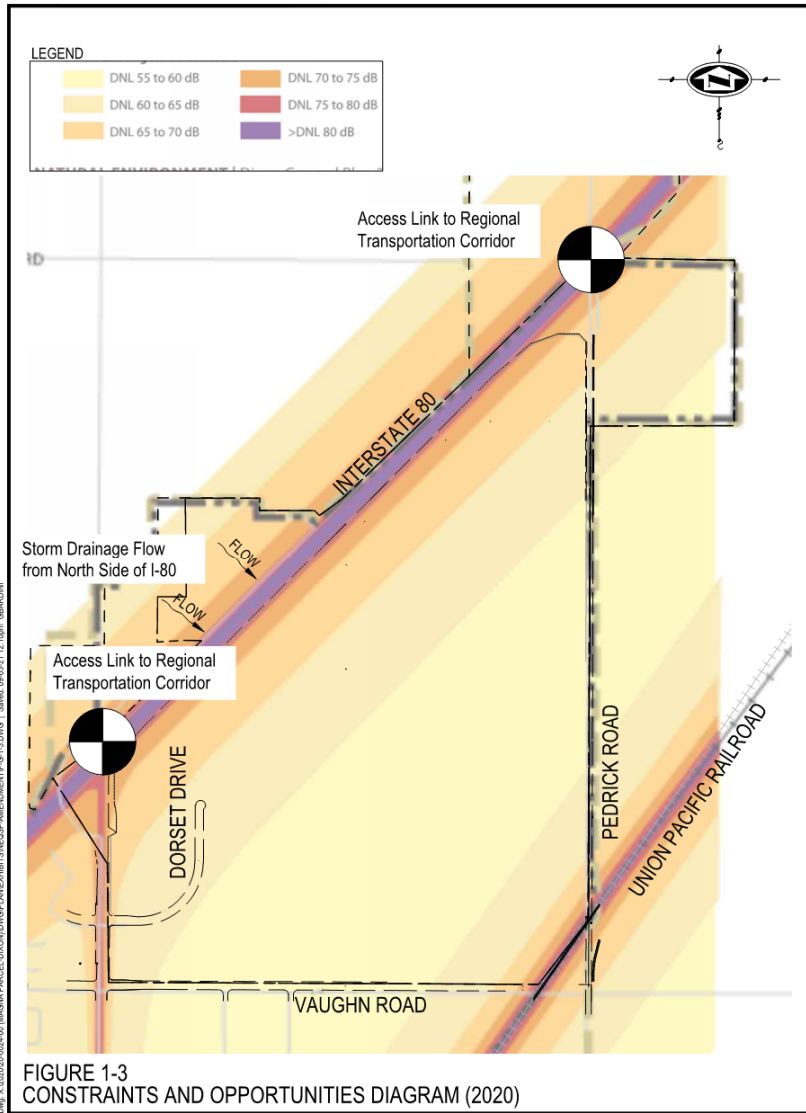 LEGEND
DNL 55 to 60 dB
DNL 70 to 75 dB
DNL 60 to 65 dB
DNL 75 to 80 dB
DNL 65 to 70 dB
>DNL 80 dB
N
S
Access Link to Regional
Transportation Corridor
RD
INTERSTATE 80
Storm Drainage Flow
from North Side of I-80
FLOW
FLOW
Access Link to Regional
Transportation Corridor
DORSET DRIVE
PEDRICK ROAD
UNION PACIFIC RAILROAD
VAUGHN ROAD
FIGURE 1-3
CONSTRAINTS AND OPPORTUNITIES DIAGRAM (2020)